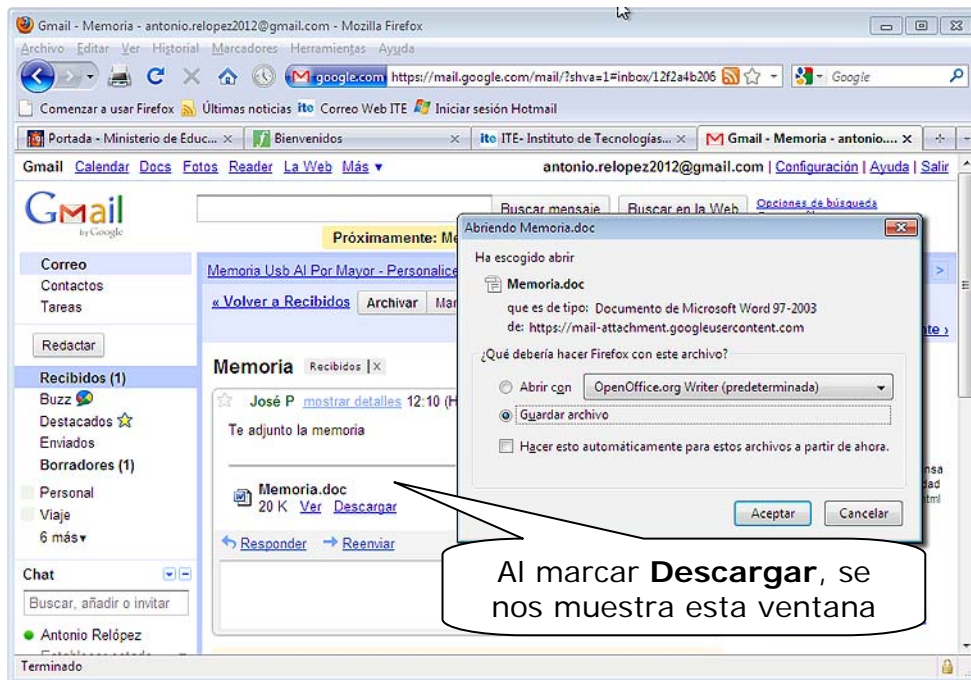 Gmail - Memoria - antonio.relopez2012@gmail.com - Mozilla Firefox
Archivo Editar Ver Historial Marcadores Herramientas Ayuda
google.com https://mail.google.com/mail/?shva=1#inbox/12f2a4b206 Google
Comenzar a usar Firefox Últimas noticias ite Correo Web ITE Iniciar sesión Hotmail
Portada - Ministerio de Educ... Bienvenidos ite ITE- Instituto de Tecnologías... Gmail - Memoria - antonio....
Gmail Calendar Docs Fotos Reader La Web Más antonio.relopez2012@gmail.com | Configuración | Ayuda | Salir
Gmail
by Google
Buscar mensaje Buscar en la Web Opciones de búsqueda
Próximamente: Me
Correo
Contactos
Tareas
Redactar
Recibidos (1)
Buzz
Destacados
Enviados
Borradores (1)
Personal
Viaje
6 más
Chat
Buscar, añadir o invitar
Antonio Relópez
Memoria Usb Al Por Mayor - Personalice
« Volver a Recibidos Archivar Mar
Memoria Recibidos | X
José P mostrar detalles 12:10 (H
Te adjunto la memoria
Memoria.doc
20 K Ver Descargar
Responder Reenviar
Abriendo Memoria.doc
Ha escogido abrir
Memoria.doc
que es de tipo: Documento de Microsoft Word 97-2003
de: https://mail-attachment.googleusercontent.com
¿Qué debería hacer Firefox con este archivo?
Abrir con OpenOffice.org Writer (predeterminada)
Guardar archivo
Hacer esto automáticamente para estos archivos a partir de ahora.
Aceptar Cancelar
Al marcar Descargar, se
nos muestra esta ventana
Terminado